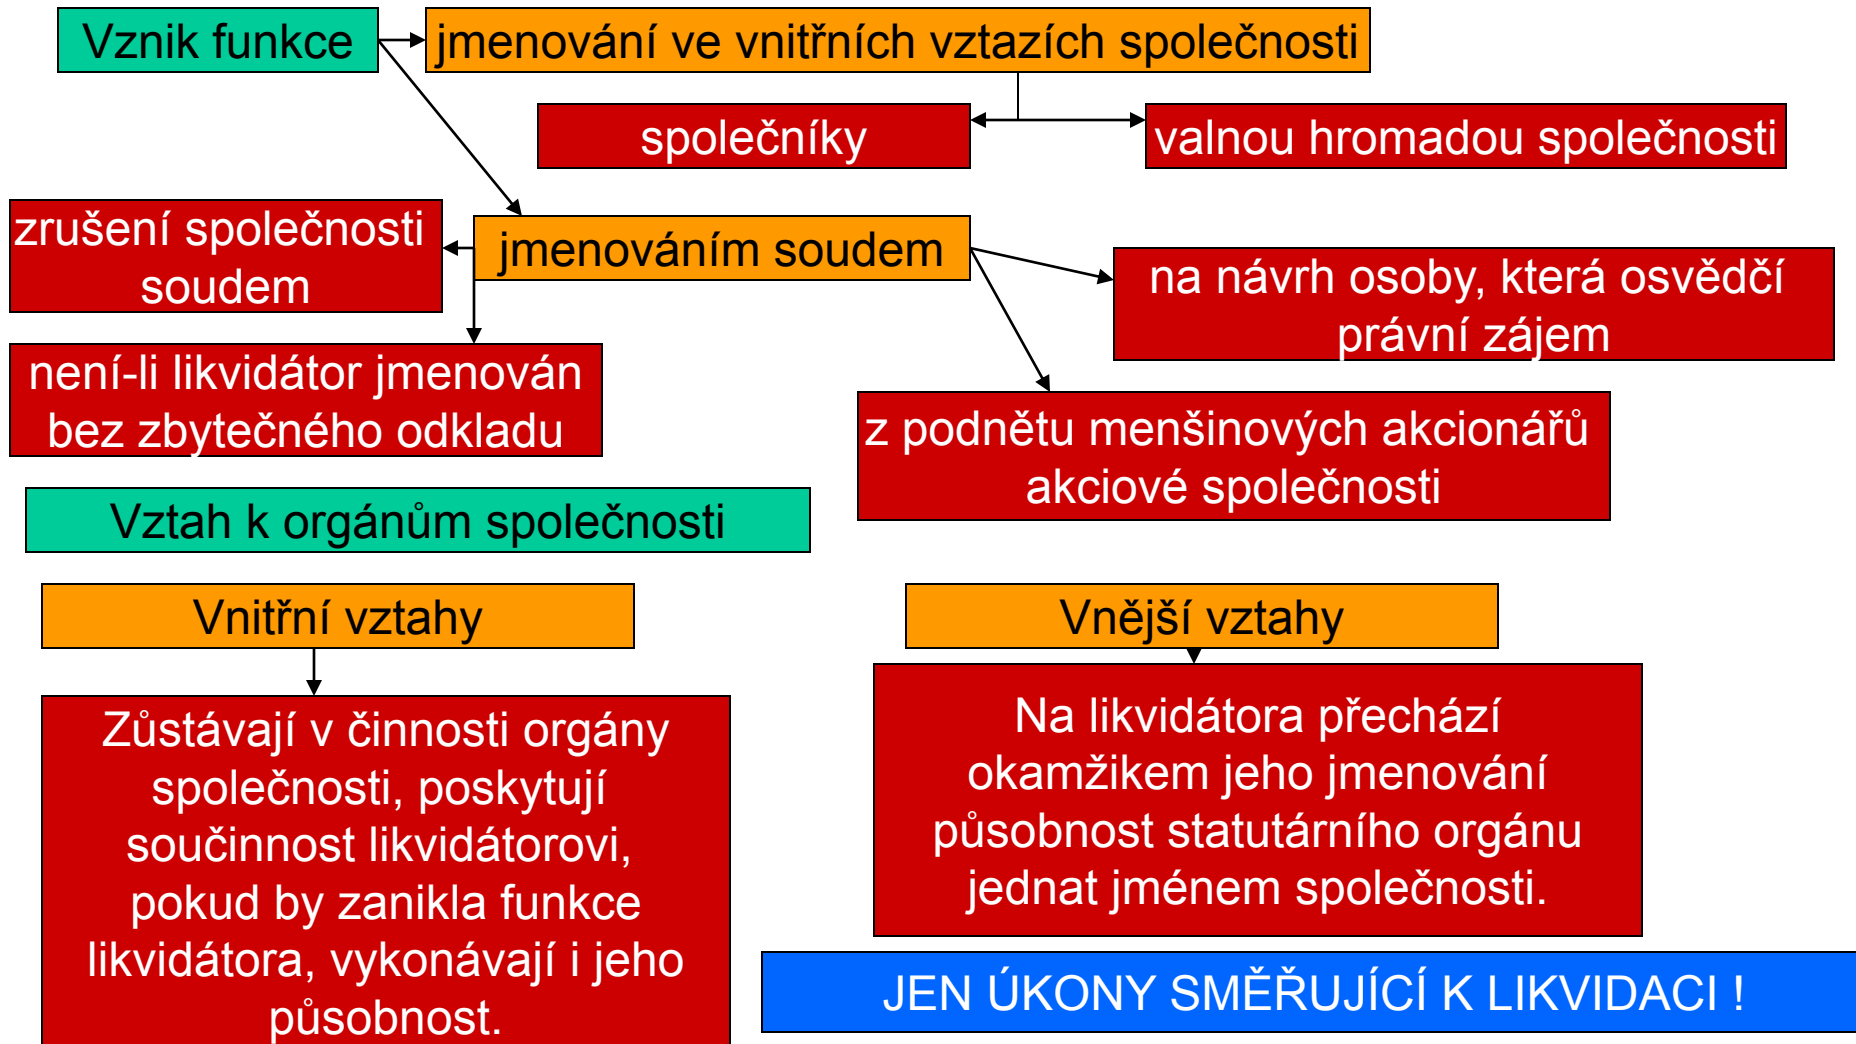 Vznik funkce
jmenování ve vnitřních vztazích společnosti
společníky
valnou hromadou společnosti
zrušení společnosti
soudem
jmenováním soudem
na návrh osoby, která osvědčí
právní zájem
není-li likvidátor jmenován
bez zbytečného odkladu
z podnětu menšinových akcionářů
akciové společnosti
Vztah k orgánům společnosti
Vnitřní vztahy
Vnější vztahy
Zůstávají v činnosti orgány
společnosti, poskytují
součinnost likvidátorovi,
pokud by zanikla funkce
likvidátora, vykonávají i jeho
působnost.
Na likvidátora přechází
okamžikem jeho jmenování
působnost statutárního orgánu
jednat jménem společnosti.
JEN ÚKONY SMĚŘUJÍCÍ K LIKVIDACI !